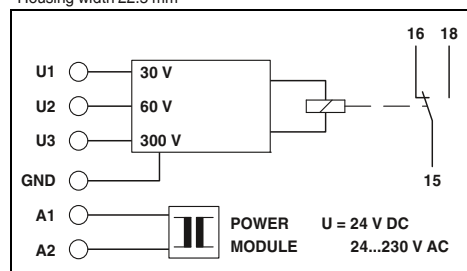 Housing width 22.5 mm
16 18
U1 30 V
U2 60 V
U3 300 V
GND
15
A1 POWER U = 24 V DC
A2 MODULE 24...230 V AC